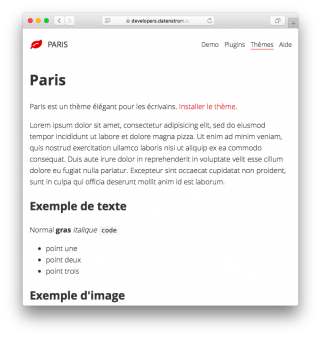 developers.datenstrom.
PARIS
Demo Plugins Thèmes Aide
Paris
Paris est un thème élégant pour les écrivains. Installer le thème.
Lorem ipsum dolor sit amet, consectetur adipisicing elit, sed do eiusmod
tempor incididunt ut labore et dolore magna pizza. Ut enim ad minim veniam,
quis nostrud exercitation ullamco laboris nisi ut aliquip ex ea commodo
consequat. Duis aute irure dolor in reprehenderit in voluptate velit esse cillum
dolore eu fugiat nulla pariatur. Excepteur sint occaecat cupidatat non proident,
sunt in culpa qui officia deserunt mollit anim id est laborum.
Exemple de texte
Normal gras italique code
point une
point deux
point trois
Exemple d'image